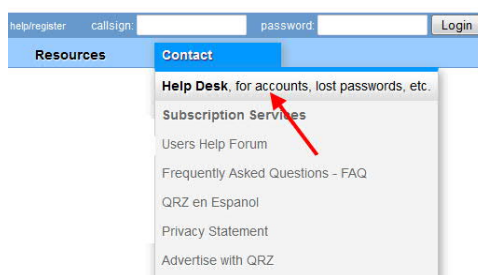 help/register callsign: password: Login
Resources Contact
Help Desk, for accounts, lost passwords, etc.
Subscription Services
Users Help Forum
Frequently Asked Questions - FAQ
QRZ en Espanol
Privacy Statement
Advertise with QRZ